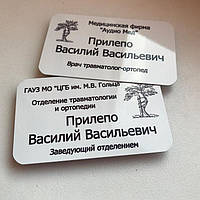 Медицинская фирма
"Аудио Мед"
Прилепо
Василий Васильевич
Врач травматолог-ортопед
ГАУЗ МО "ЦГБ им. М.В. Гольца"
Отделение травматологии
и ортопедии
Прилепо
Василий Васильевич
Заведующий отделением